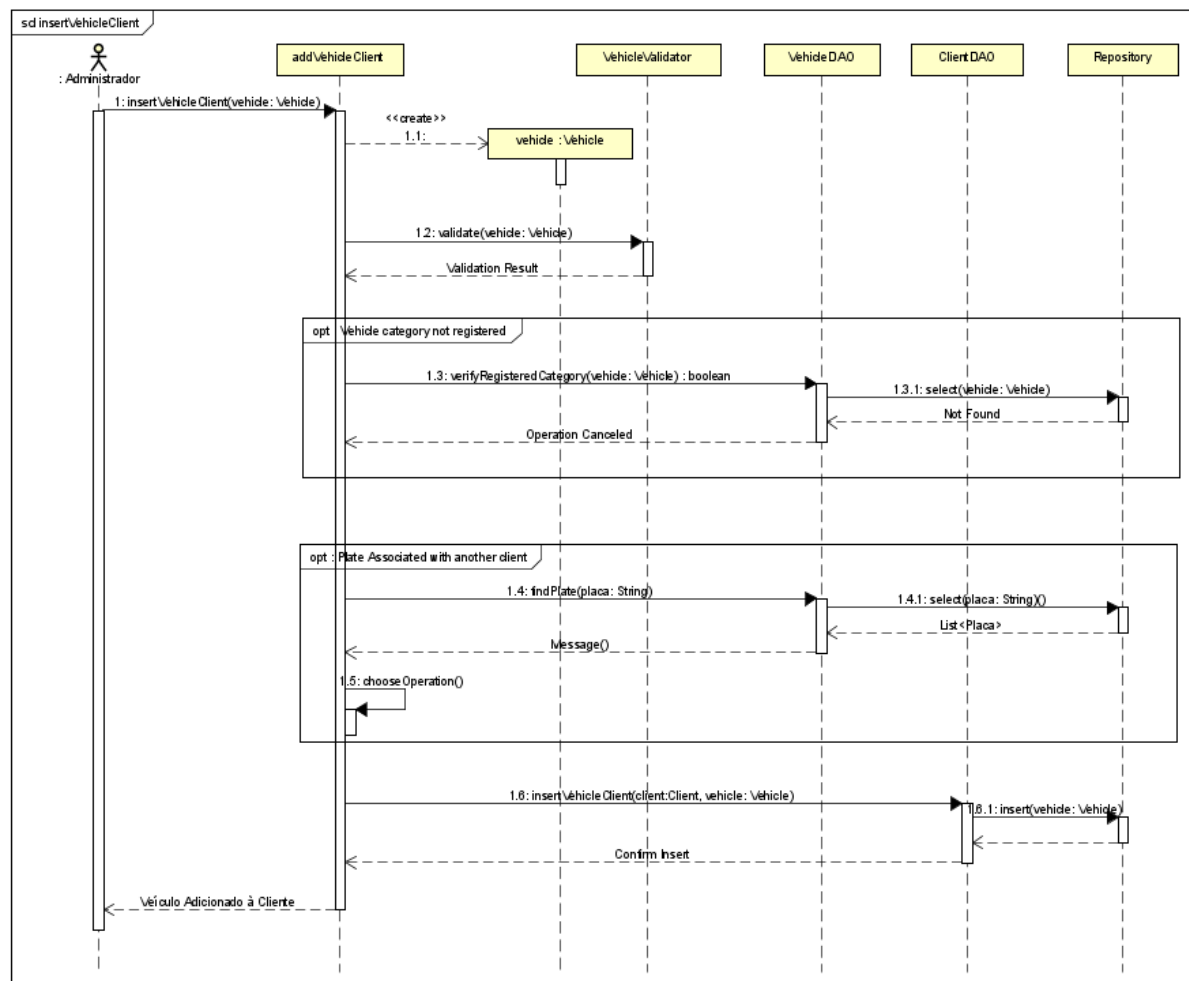 sd insertVehicleClient
: Administrador
addVehicleClient
VehicleValidator
VehicleDAO
ClientDAO
Repository
1: insertVehicleClient(vehicle: Vehicle)
<<create>>
1.1:
vehicle : Vehicle
1.2: validate(vehicle: Vehicle)
Validation Result
opt : Vehicle category not registered
1.3: verifyRegisteredCategory(vehicle: Vehicle) : boolean
1.3.1: select(vehicle: Vehicle)
Not Found
Operation Canceled
opt : Plate Associated with another client
1.4: findPlate(placa: String)
1.4.1: select(placa: String)()
List<Placa>
Message()
1.5: chooseOperation()
1.6: insertVehicleClient(client:Client, vehicle: Vehicle)
1.6.1: insert(vehicle: Vehicle)
Confirm Insert
Veículo Adicionado à Cliente